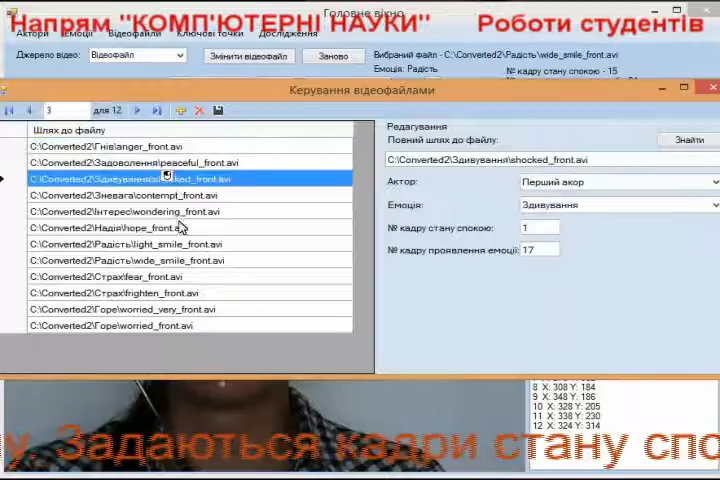 Головне вікно
Напрям "КОМП'ЮТЕРНІ НАУКИ" Роботи студентів
Актори Емоції Відеофайли Ключові точки Дослідження
Джерело відео: Відеофайл Змінити відеофайл Заново Вибраний файл - C:\Converted2\Радість\wide_smile_front.avi
Емоція: Радість
№ кадру стану спокою - 15
Керування відеофайлами
3 для 12
Шлях до файлу
C:\Converted2\Гнів\anger_front.avi
C:\Converted2\Задоволення\peaceful_front.avi
C:\Converted2\Здивування\shocked_front.avi
C:\Converted2\Зневага\contempt_front.avi
C:\Converted2\Інтерес\wondering_front.avi
C:\Converted2\Надія\hope_front.avi
C:\Converted2\Радість\light_smile_front.avi
C:\Converted2\Радість\wide_smile_front.avi
C:\Converted2\Страх\fear_front.avi
C:\Converted2\Страх\frighten_front.avi
C:\Converted2\Горе\worried_very_front.avi
C:\Converted2\Горе\worried_front.avi
Редагування
Повний шлях до файлу: Знайти
C:\Converted2\Здивування\shocked_front.avi
Актор: Перший акор
Емоція: Здивування
№ кадру стану спокою: 1
№ кадру проявлення емоції: 17
8 X: 308 Y: 184
9 X: 348 Y: 186
10 X: 328 Y: 205
11 X: 338 Y: 230
12 X: 324 Y: 314
у. Задаються кадри стану спо